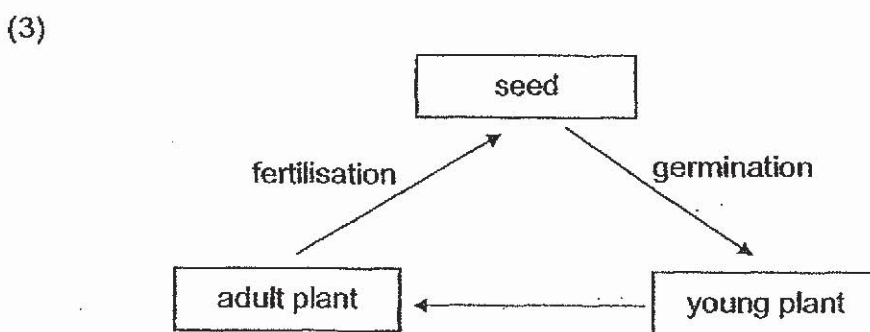 (3)
seed
fertilisation
germination
adult plant
young plant